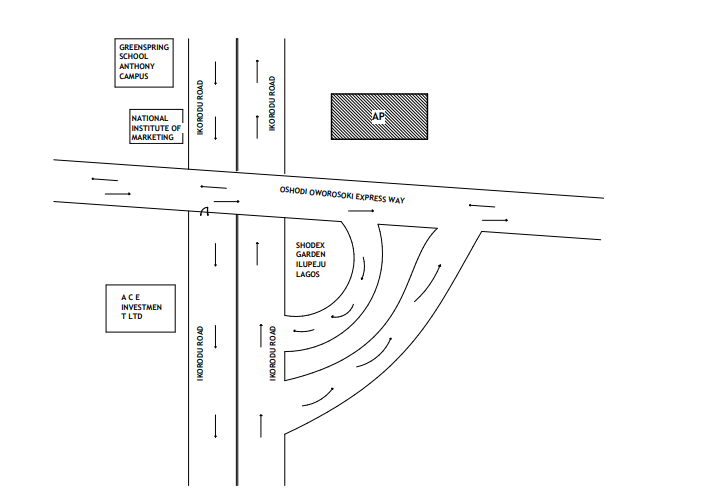 GREENSPRING
SCHOOL
ANTHONY
CAMPUS
IKORODU ROAD
IKORODU ROAD
NATIONAL
INSTITUTE OF
MARKETING
AP
OSHODI OWOROSOKI EXPRESS WAY
SHODEX
GARDEN
ILUPEJU
LAGOS
A C E
INVESTMEN
T LTD
IKORODU ROAD
IKORODU ROAD